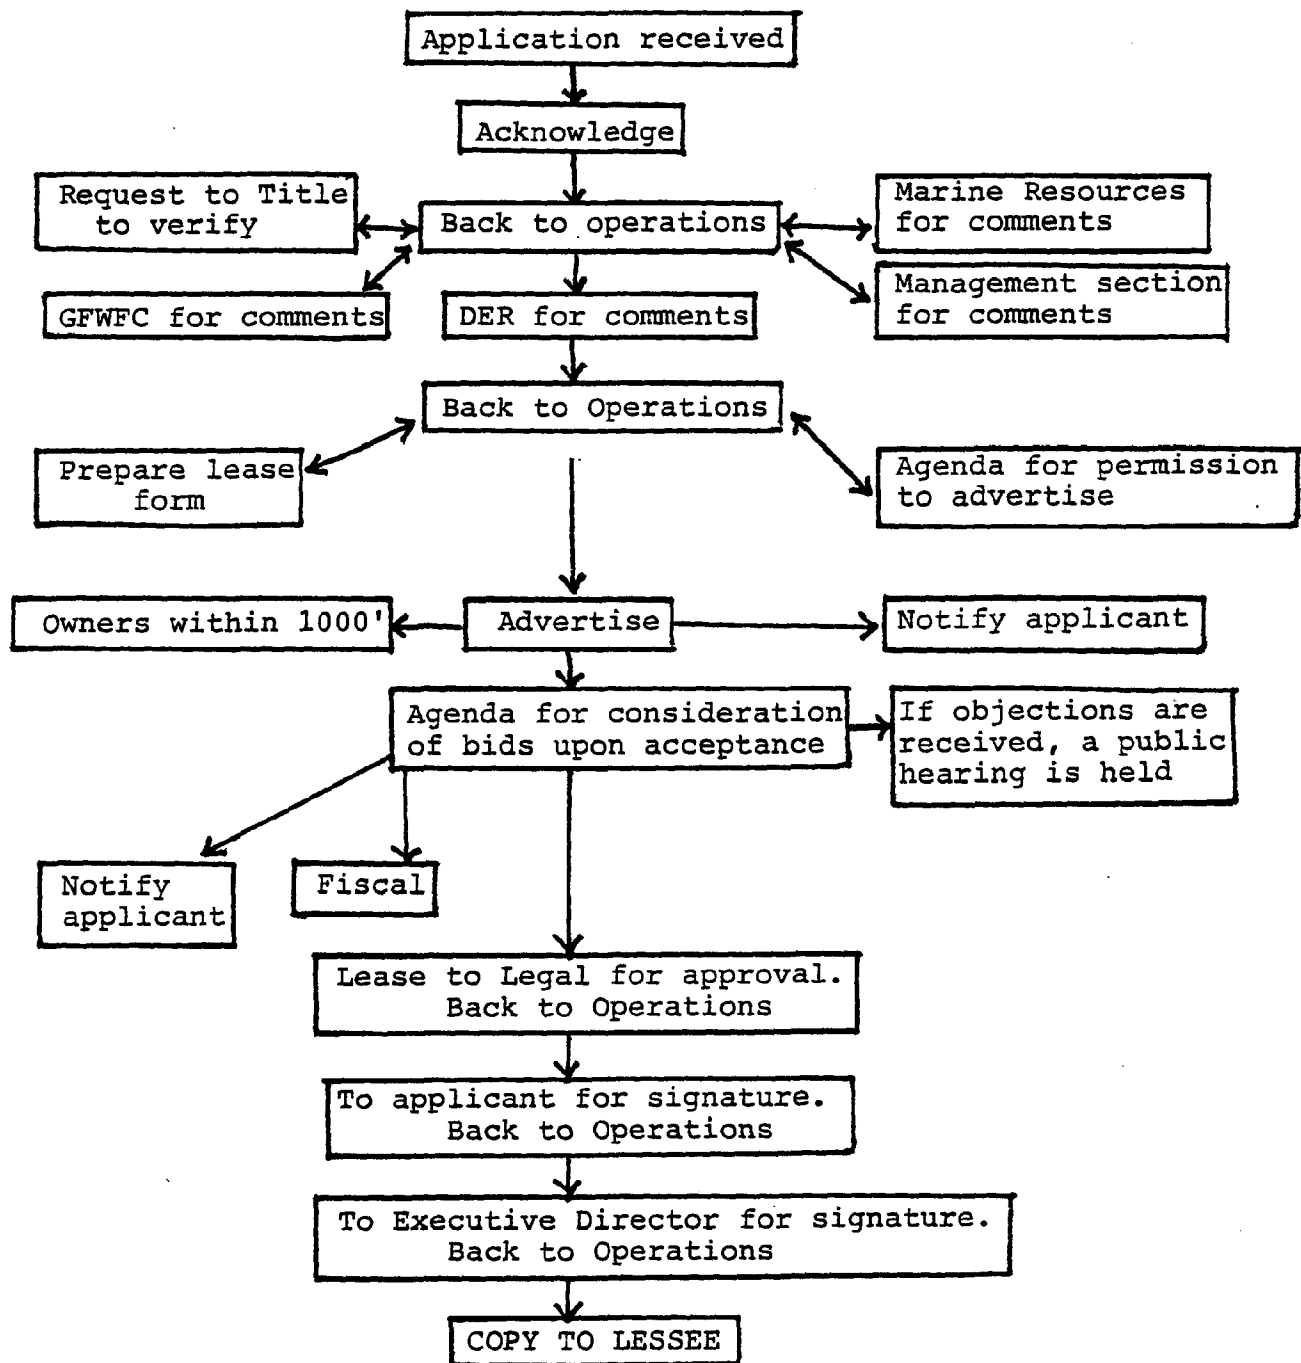 Application received
Acknowledge
Request to Title
to verify
Back to operations
Marine Resources
for comments
GFWFC for comments
DER for comments
Management section
for comments
Back to Operations
Prepare lease
form
Agenda for permission
to advertise
Owners within 1000'
Advertise
Notify applicant
Agenda for consideration
of bids upon acceptance
If objections are
received, a public
hearing is held
Notify
applicant
Fiscal
Lease to Legal for approval.
Back to Operations
To applicant for signature.
Back to Operations
To Executive Director for signature.
Back to Operations
COPY TO LESSEE